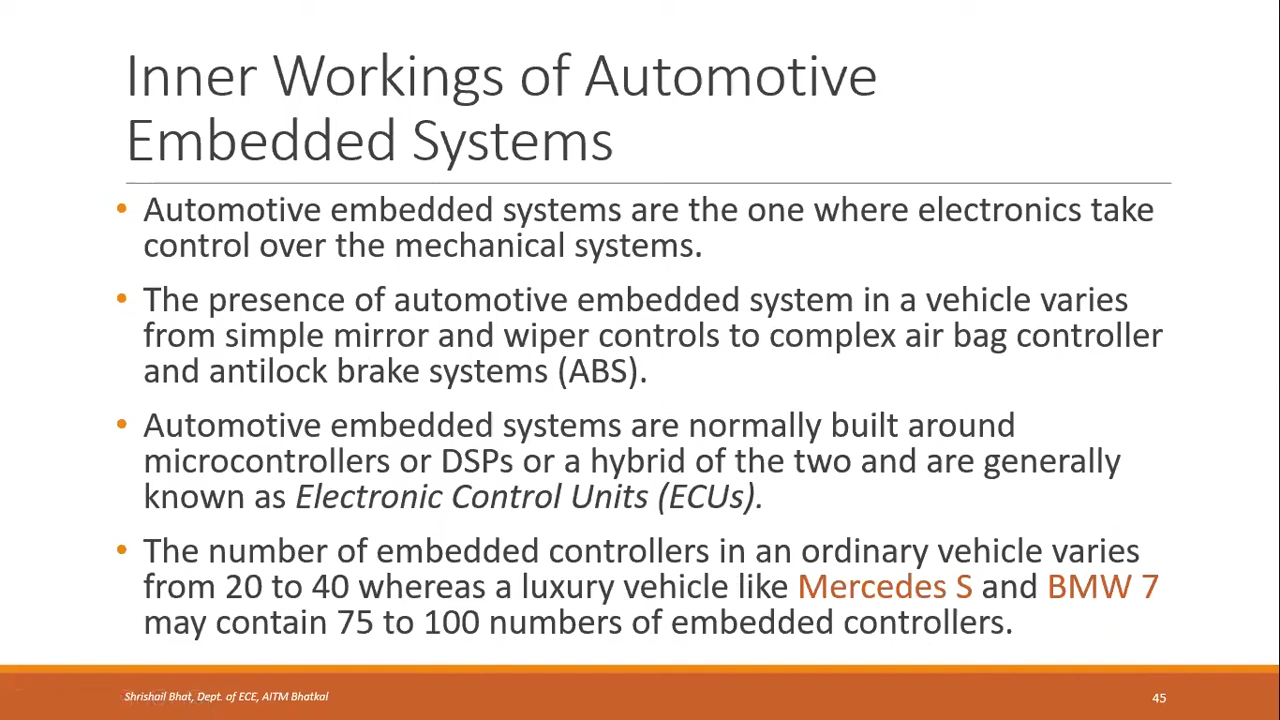 Inner Workings of Automotive
Embedded Systems
• Automotive embedded systems are the one where electronics take
control over the mechanical systems.
• The presence of automotive embedded system in a vehicle varies
from simple mirror and wiper controls to complex air bag controller
and antilock brake systems (ABS).
• Automotive embedded systems are normally built around
microcontrollers or DSPs or a hybrid of the two and are generally
known as Electronic Control Units (ECUs).
• The number of embedded controllers in an ordinary vehicle varies
from 20 to 40 whereas a luxury vehicle like Mercedes S and BMW 7
may contain 75 to 100 numbers of embedded controllers.
Shrishail Bhat, Dept. of ECE, AITM Bhatkal
45